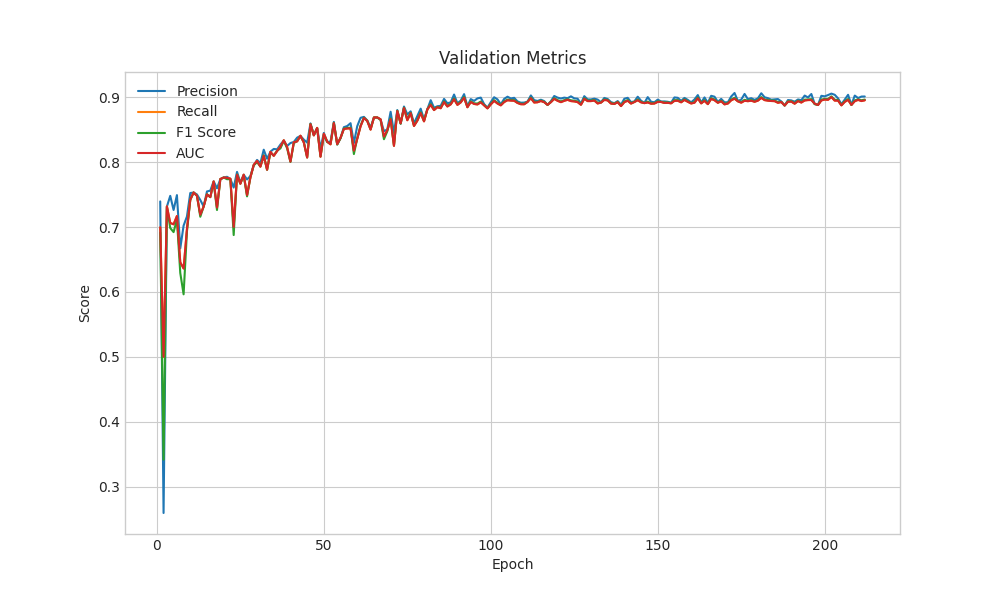 Validation Metrics
Precision
Recall
F1 Score
AUC
0.9
0.8
0.7
0.6
0.5
0.4
0.3
Score
0 50 100 150 200
Epoch